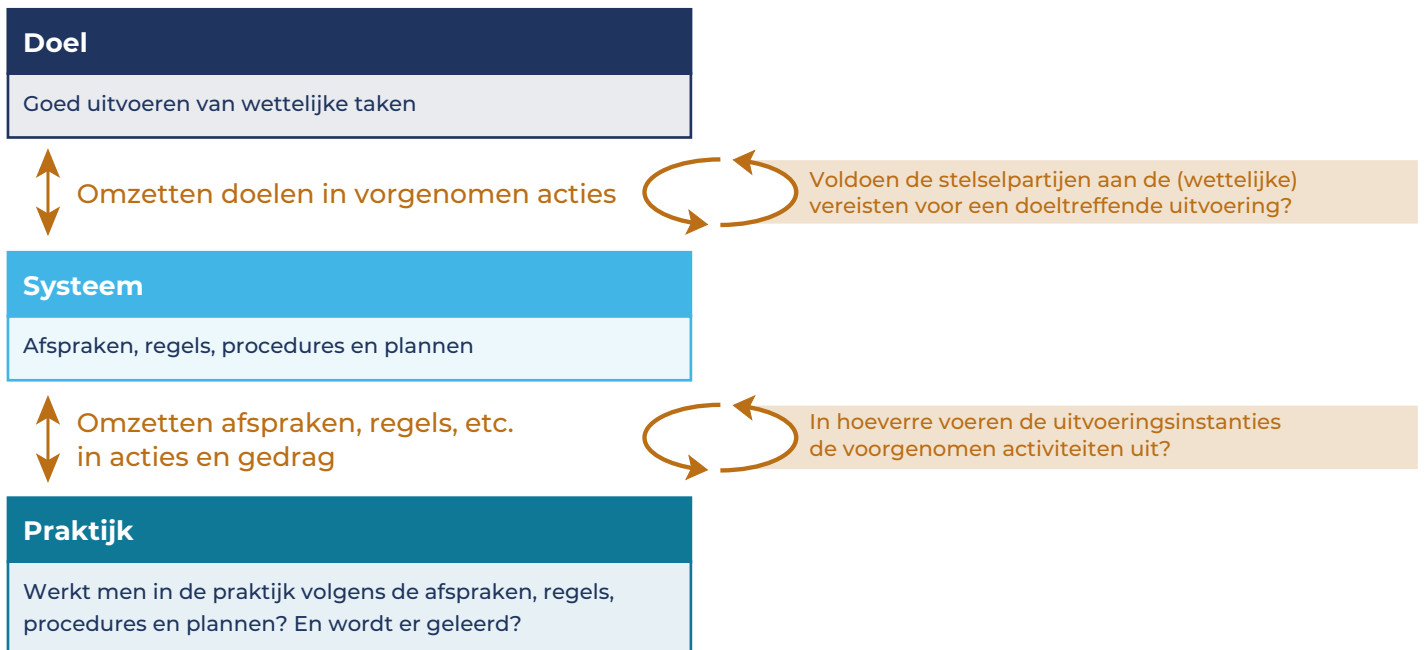 Doel
Goed uitvoeren van wettelijke taken
Omzetten doelen in vorgenomen acties
Voldoen de stelselpartijen aan de (wettelijke)
vereisten voor een doeltreffende uitvoering?
Systeem
Afspraken, regels, procedures en plannen
Omzetten afspraken, regels, etc.
in acties en gedrag
In hoeverre voeren de uitvoeringsinstanties
de voorgenomen activiteiten uit?
Praktijk
Werkt men in de praktijk volgens de afspraken, regels,
procedures en plannen? En wordt er geleerd?